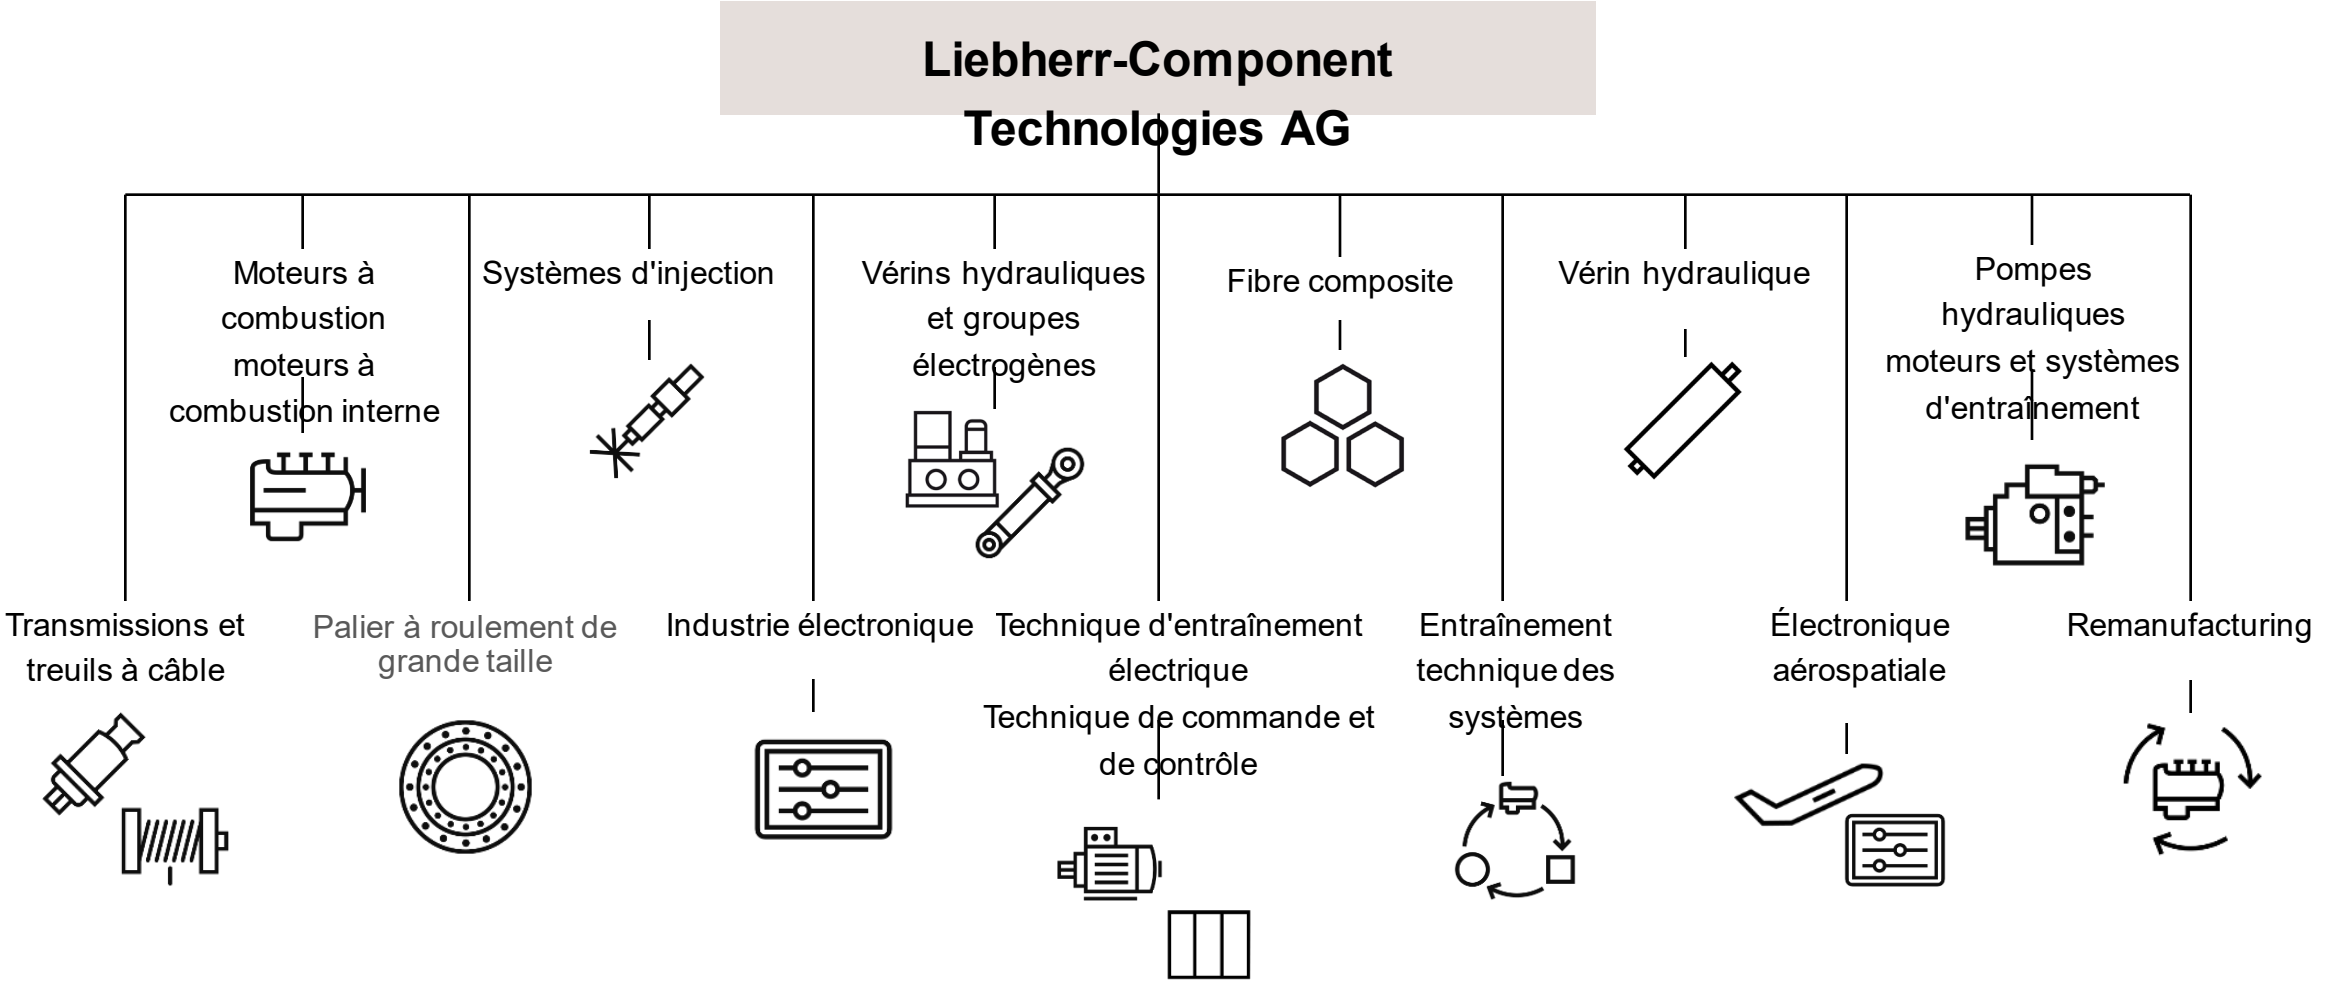 Liebherr-Component
Technologies AG
Moteurs à
combustion
moteurs à
combustion interne
Systèmes d'injection
Vérins hydrauliques
et groupes
électrogènes
Fibre composite
Vérin hydraulique
Pompes
hydrauliques
moteurs et systèmes
d'entraînement
Transmissions et
treuils à câble
Palier à roulement de
grande taille
Industrie électronique
Technique d'entraînement
électrique
Technique de commande et
de contrôle
Entraînement
technique des
systèmes
Électronique
aérospatiale
Remanufacturing